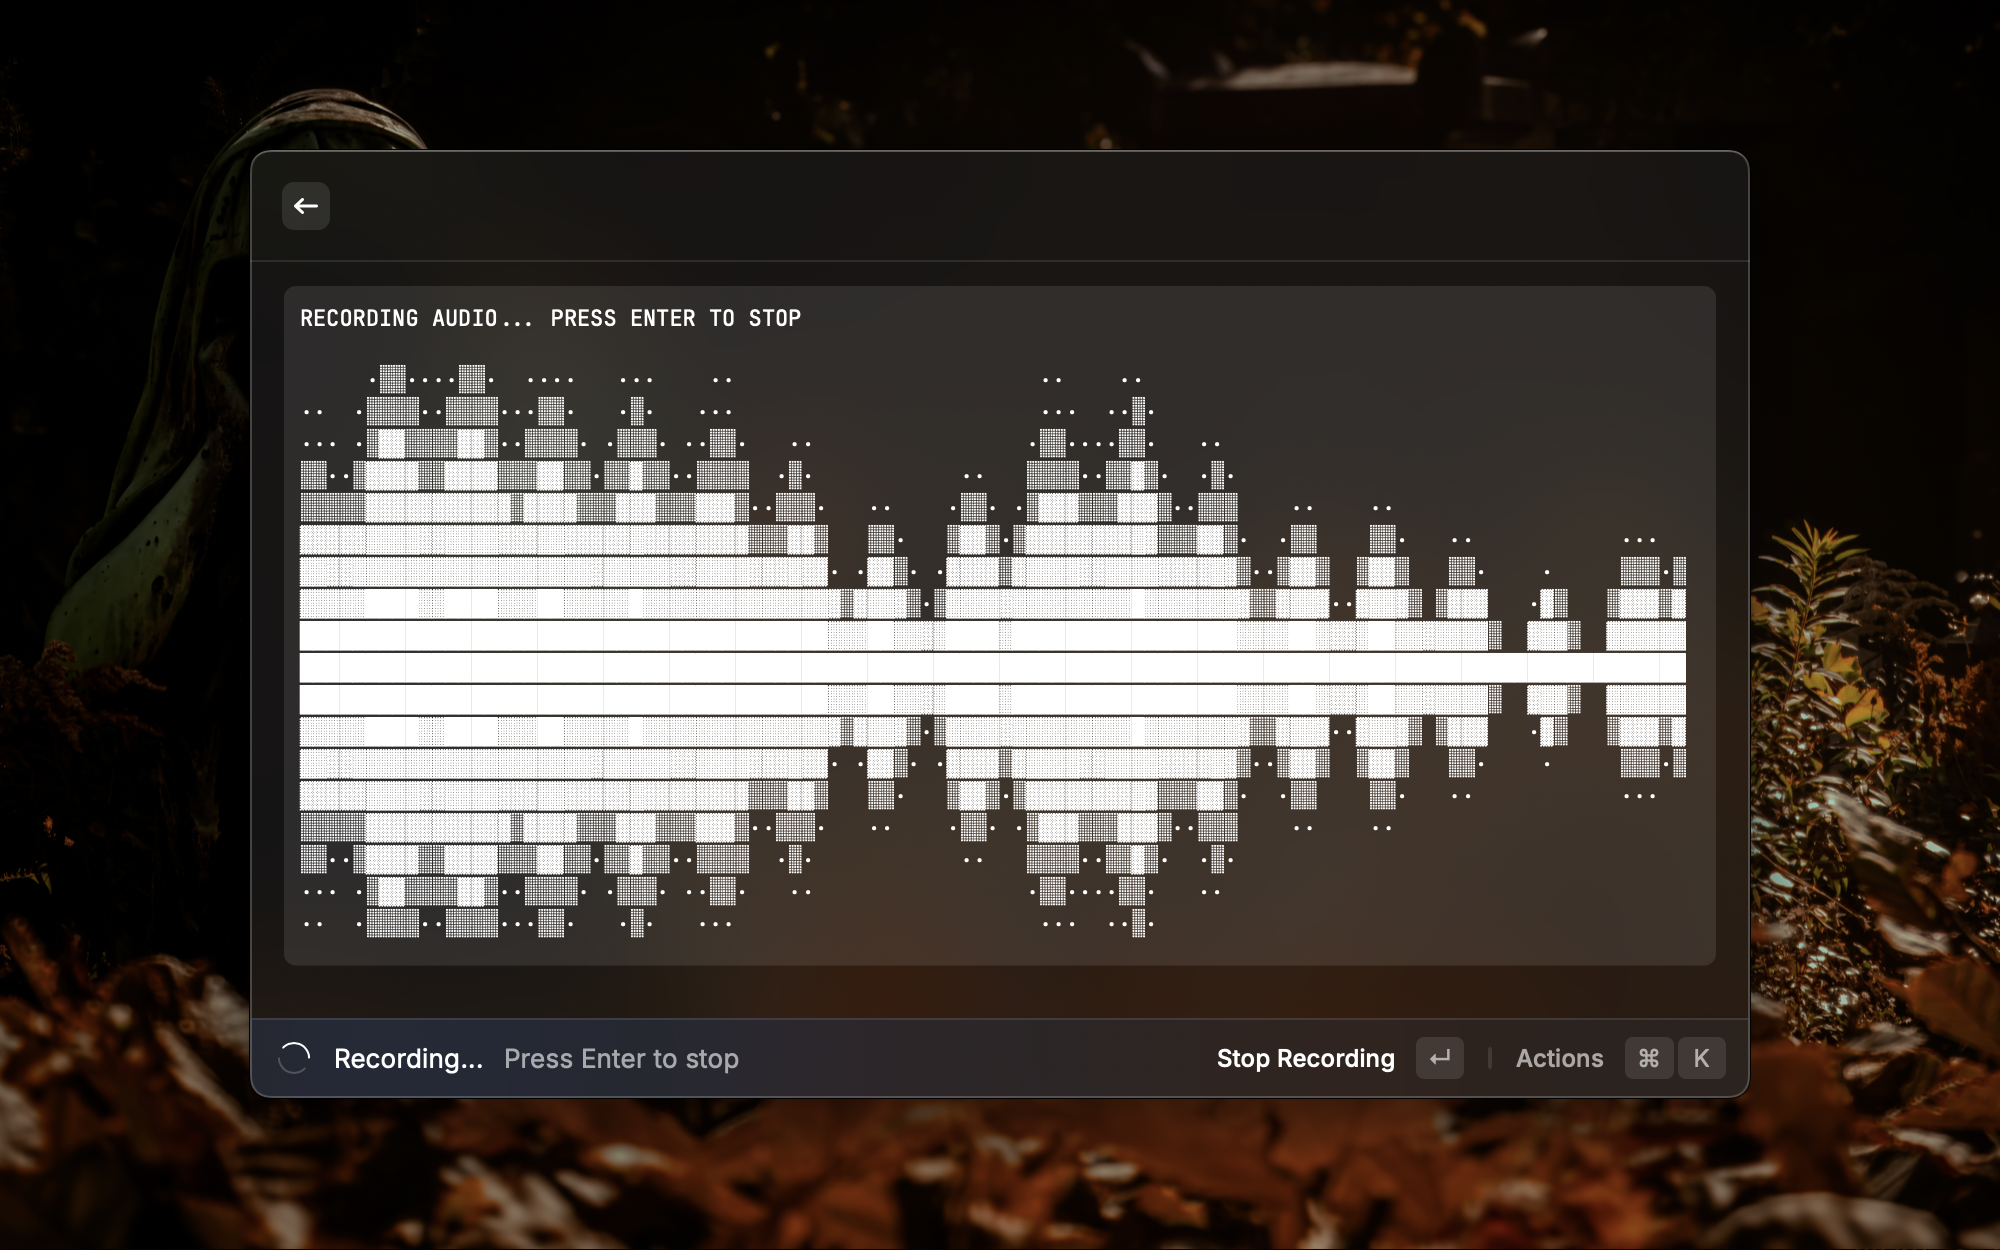 RECORDING AUDIO... PRESS ENTER TO STOP
Recording... Press Enter to stop
Stop Recording ↵ Actions ⌘ K